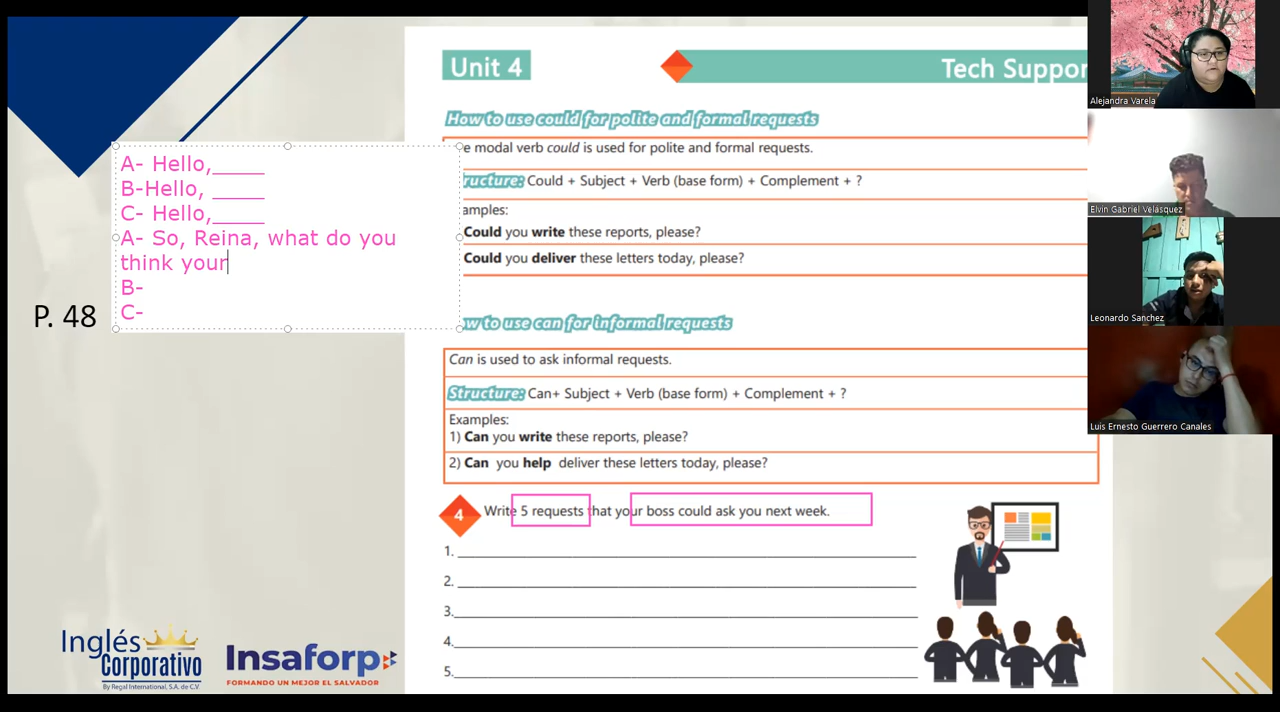 Unit 4
Tech Suppor
How to use could for polite and formal requests
e modal verb could is used for polite and formal requests.
ructure: Could + Subject + Verb (base form) + Complement + ?
amples:
Could you write these reports, please?
Could you deliver these letters today, please?
A- Hello,____
B-Hello, ____
C- Hello,____
A- So, Reina, what do you
think your
B-
C-
P. 48
w to use can for informal requests
Can is used to ask informal requests.
Structure: Can+ Subject + Verb (base form) + Complement + ?
Examples:
1) Can you write these reports, please?
2) Can you help deliver these letters today, please?
4 Write 5 requests that your boss could ask you next week.
1.
2.
3.
4.
5.
Inglés
Corporativo
By Regal International, S.A. de C.V.
Insaforp
FORMANDO UN MEJOR EL SALVADOR
Alejandra Varela
Elvin Gabriel Velásquez
Leonardo Sanchez
Luis Ernesto Guerrero Canales